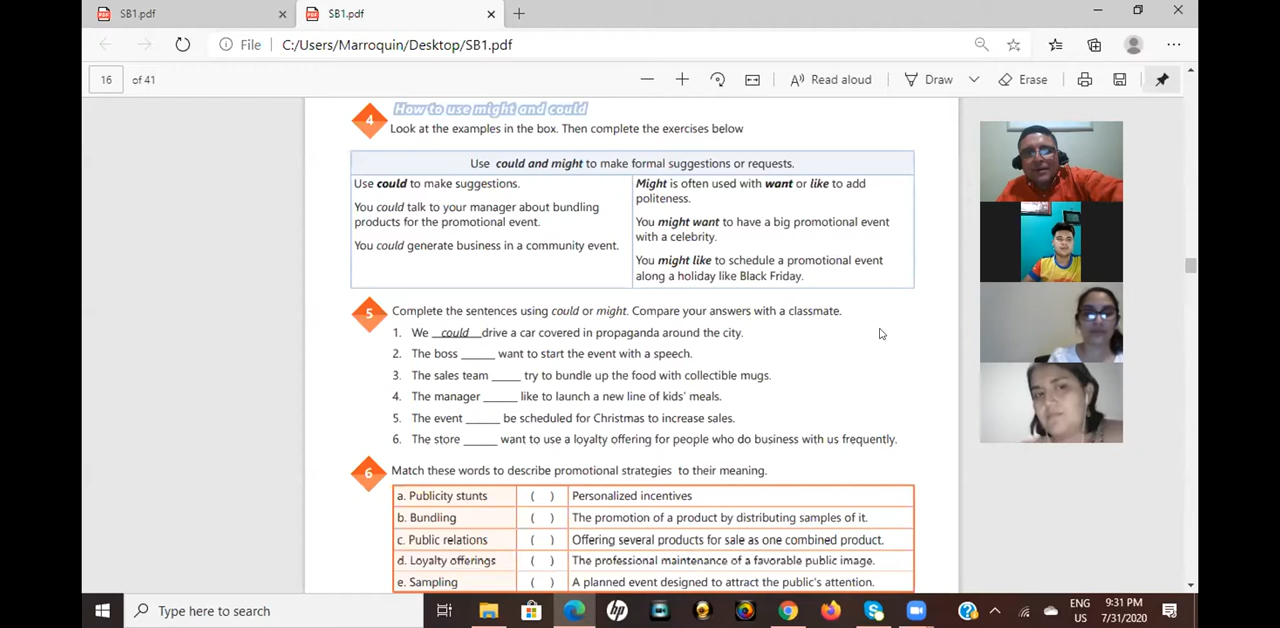 SB1.pdf
SB1.pdf
File
C:/Users/Marroquin/Desktop/SB1.pdf
16 of 41
Read aloud
Draw
Erase
4
How to use might and could
Look at the examples in the box. Then complete the exercises below
Use could and might to make formal suggestions or requests.
Use could to make suggestions.
You could talk to your manager about bundling
products for the promotional event.
You could generate business in a community event.
Might is often used with want or like to add
politeness.
You might want to have a big promotional event
with a celebrity.
You might like to schedule a promotional event
along a holiday like Black Friday.
5
Complete the sentences using could or might. Compare your answers with a classmate.
1. We __could__drive a car covered in propaganda around the city.
2. The boss _____ want to start the event with a speech.
3. The sales team ____ try to bundle up the food with collectible mugs.
4. The manager _____ like to launch a new line of kids' meals.
5. The event _____ be scheduled for Christmas to increase sales.
6. The store _____ want to use a loyalty offering for people who do business with us frequently.
6
Match these words to describe promotional strategies to their meaning.
a. Publicity stunts ( ) Personalized incentives
b. Bundling ( ) The promotion of a product by distributing samples of it.
c. Public relations ( ) Offering several products for sale as one combined product.
d. Loyalty offerings ( ) The professional maintenance of a favorable public image.
e. Sampling ( ) A planned event designed to attract the public's attention.
Type here to search
hp
ENG
US
9:31 PM
7/31/2020